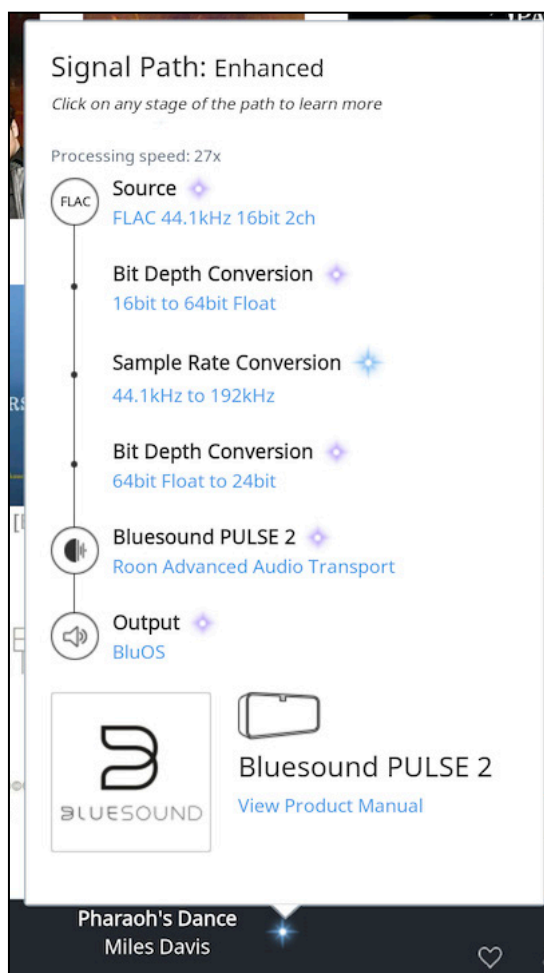 Signal Path: Enhanced
Click on any stage of the path to learn more
Processing speed: 27x
FLAC
Source
FLAC 44.1kHz 16bit 2ch
Bit Depth Conversion
16bit to 64bit Float
Sample Rate Conversion
44.1kHz to 192kHz
Bit Depth Conversion
64bit Float to 24bit
Bluesound PULSE 2
Roon Advanced Audio Transport
Output
BluOS
BLUESOUND
Bluesound PULSE 2
View Product Manual
Pharaoh's Dance
Miles Davis